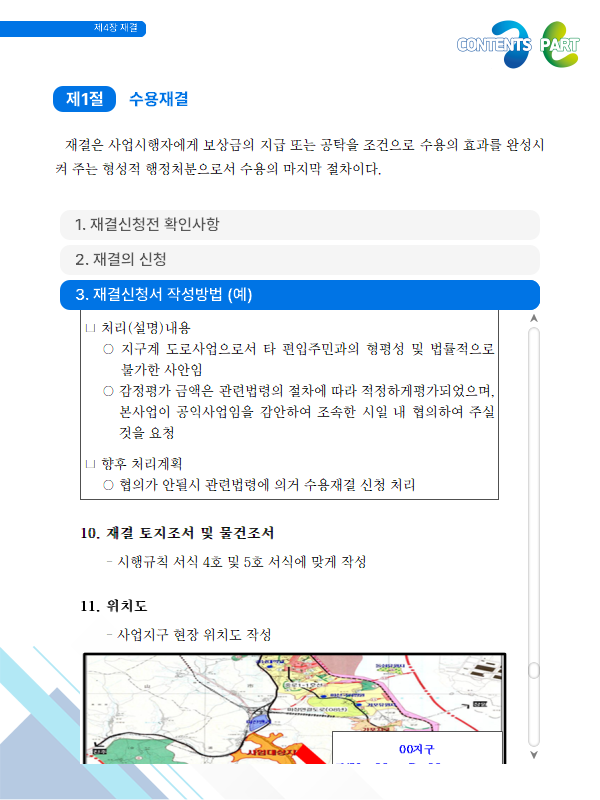 제4장 재결
CONTENTS PART
제1절 수용재결
재결은 사업시행자에게 보상금의 지급 또는 공탁을 조건으로 수용의 효과를 완성시
켜 주는 형성적 행정처분으로서 수용의 마지막 절차이다.
1. 재결신청전 확인사항
2. 재결의 신청
3. 재결신청서 작성방법 (예)
□ 처리(설명)내용
○ 지구계 도로사업으로서 타 편입주민과의 형평성 및 법률적으로
불가한 사안임
○ 감정평가 금액은 관련법령의 절차에 따라 적정하게평가되었으며,
본사업이 공익사업임을 감안하여 조속한 시일 내 협의하여 주실
것을 요청
□ 향후 처리계획
○ 협의가 안될시 관련법령에 의거 수용재결 신청 처리
10. 재결 토지조서 및 물건조서
- 시행규칙 서식 4호 및 5호 서식에 맞게 작성
11. 위치도
- 사업지구 현장 위치도 작성
사업대상지
00지구